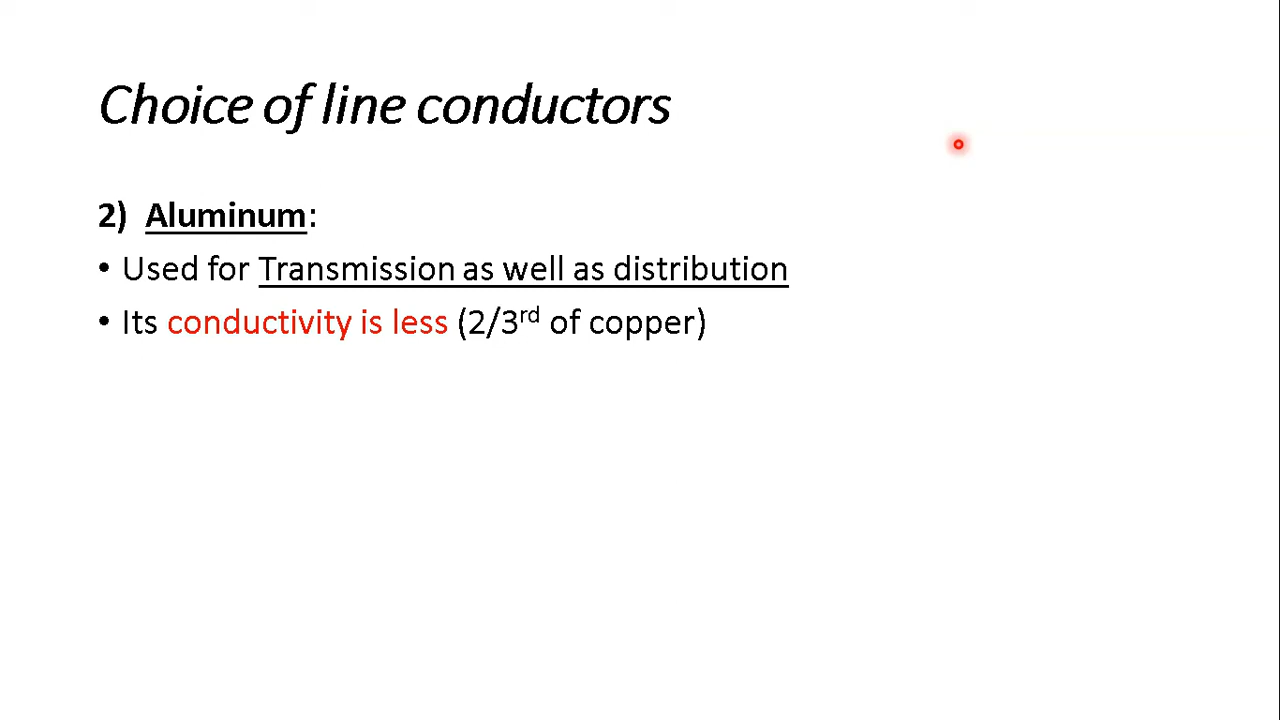 Choice of line conductors
2) Aluminum:
• Used for Transmission as well as distribution
• Its conductivity is less (2/3rd of copper)